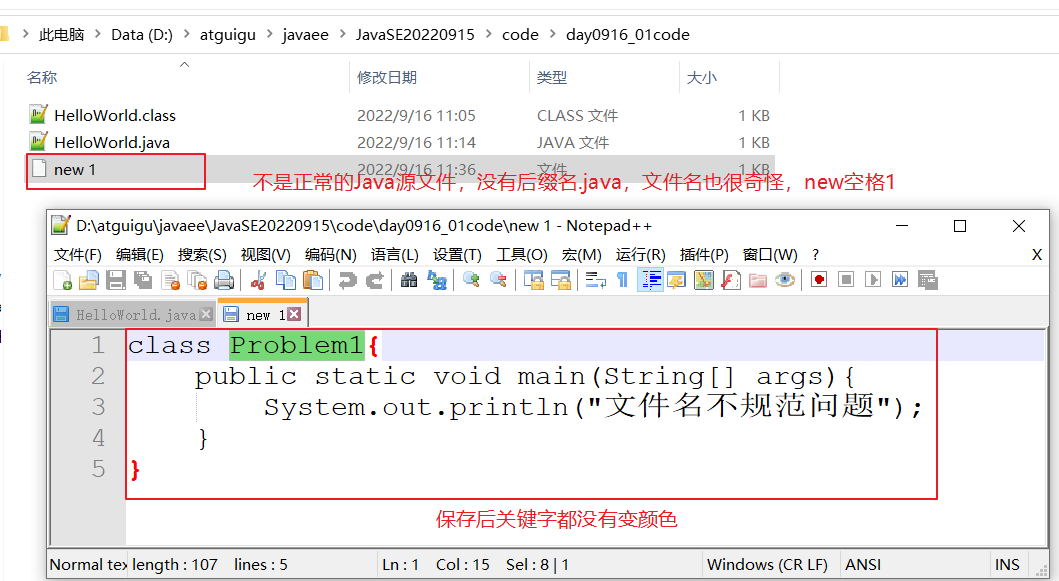 此电脑 > Data (D:) > atguigu > javaee > JavaSE20220915 > code > day0916_01code
名称 修改日期 类型 大小
HelloWorld.class 2022/9/16 11:05 CLASS 文件 1 KB
HelloWorld.java 2022/9/16 11:14 JAVA 文件 1 KB
new 1 2022/9/16 11:36 文件 1 KB
不是正常的Java源文件，没有后缀名.java，文件名也很奇怪，new空格1
D:\atguigu\javaee\JavaSE20220915\code\day0916_01code\new 1 - Notepad++
文件(F) 编辑(E) 搜索(S) 视图(V) 编码(N) 语言(L) 设置(T) 工具(O) 宏(M) 运行(R) 插件(P) 窗口(W) ? X
HelloWorld.java new 1
1 class Problem1{
2 public static void main(String[] args){
3 System.out.println("文件名不规范问题");
4 }
5 }
保存后关键字都没有变颜色
Normal tex length : 107 lines : 5 Ln : 1 Col : 15 Sel : 8 | 1 Windows (CR LF) ANSI INS